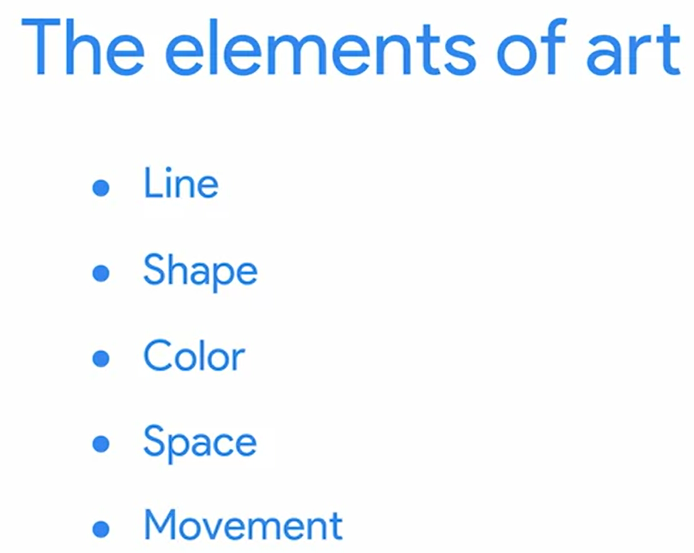 The elements of art
• Line
• Shape
• Color
• Space
• Movement